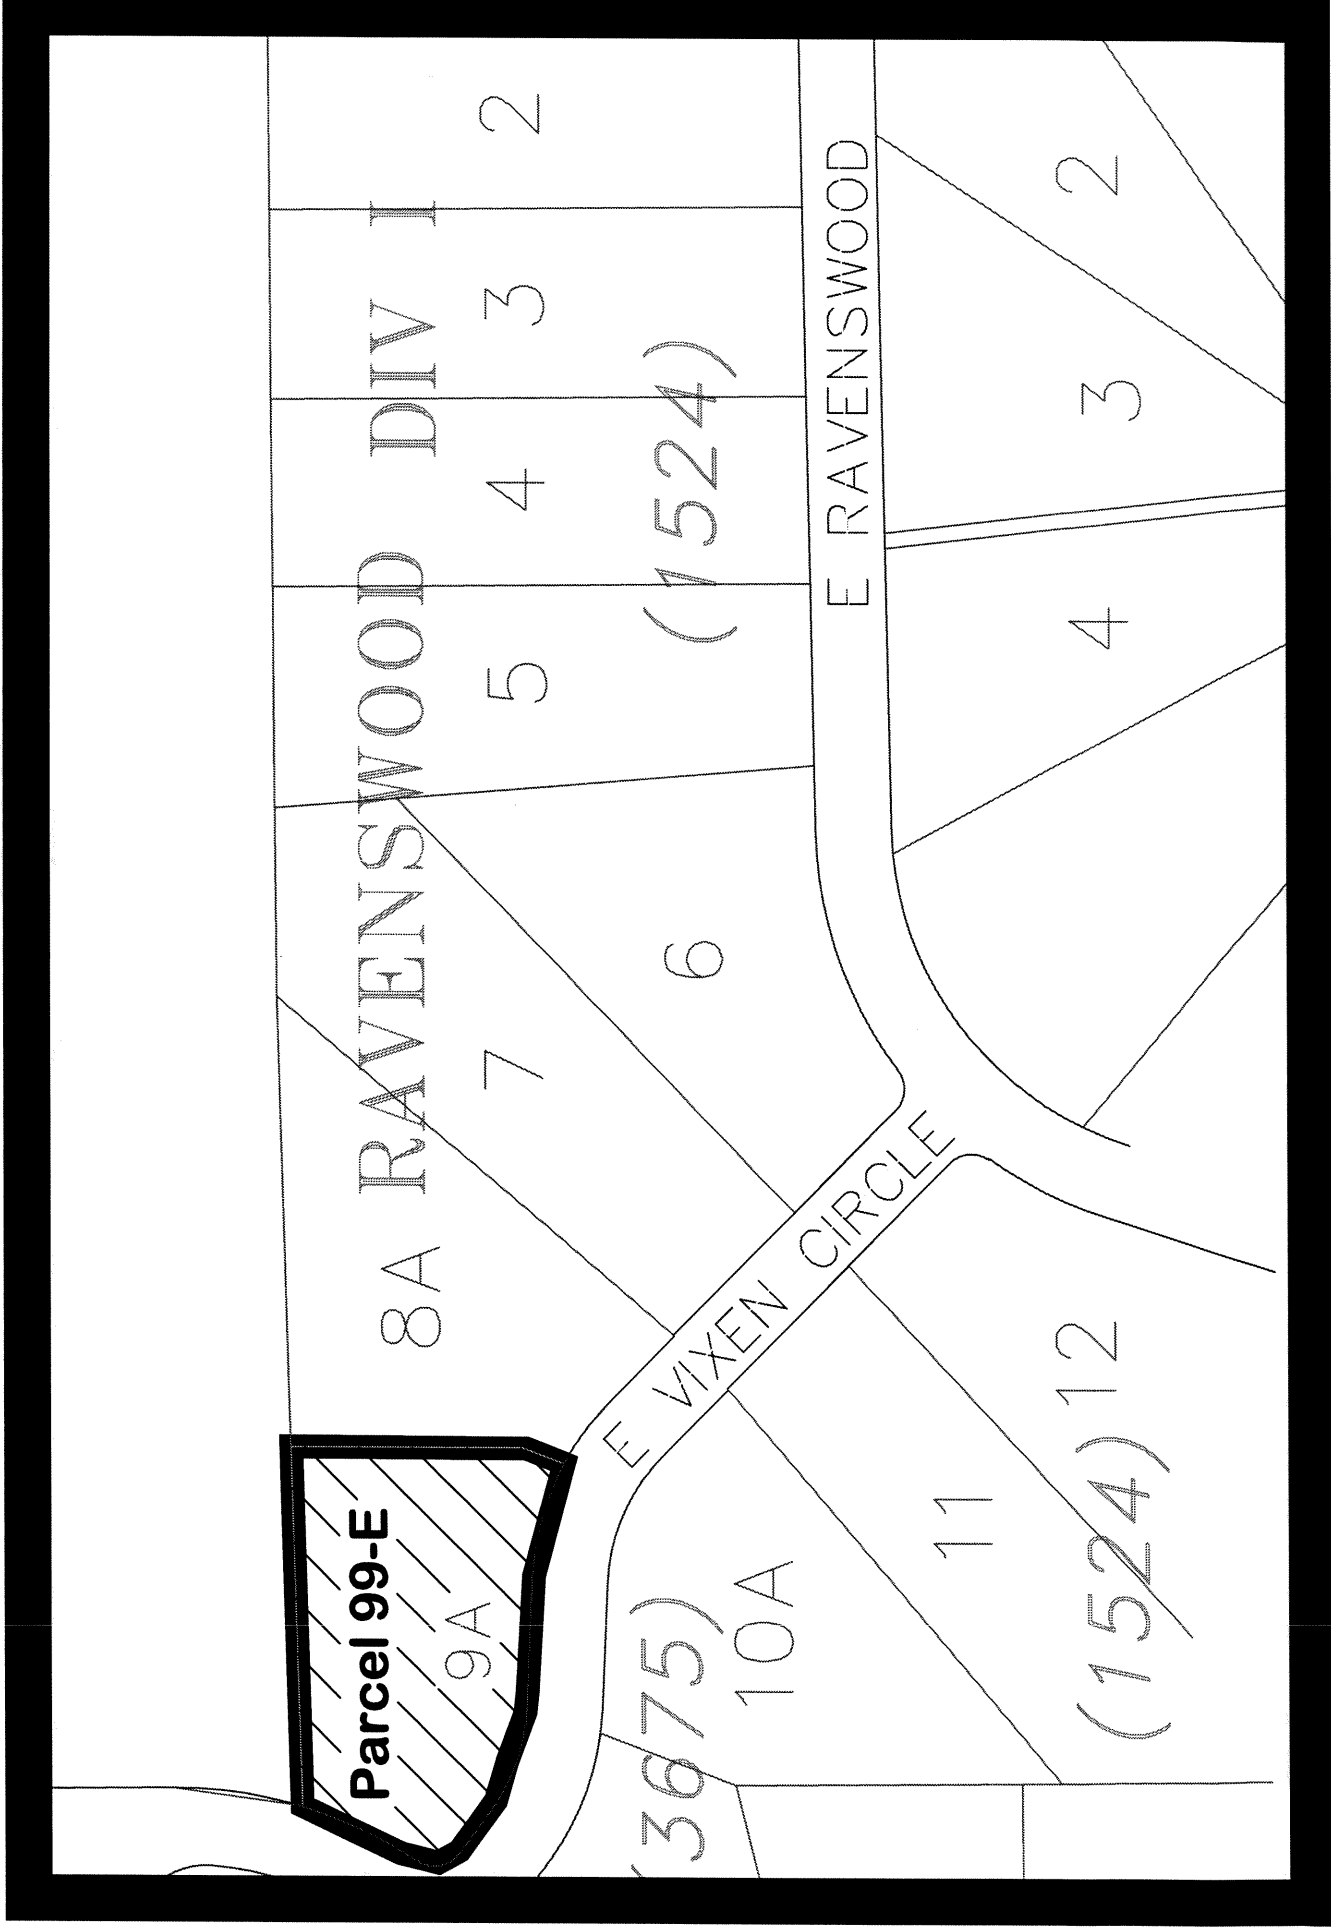 RAVENSWOOD DIV I
2
3
4
5
(1524)
E RAVENSWOOD
2
3
4
6
7
8A
E VIXEN CIRCLE
Parcel 99-E
9A
10A
11
12
(1524)
(3675)